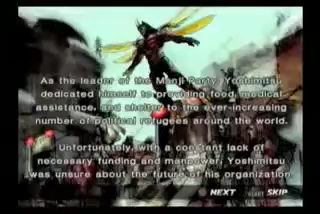 As the leader of the Manji Party, Yoshimitsu
dedicated himself to providing food, medical
assistance, and shelter to the ever-increasing
number of political refugees around the world.
Unfortunately, with a constant lack of
necessary funding and manpower, Yoshimitsu
was unsure about the future of his organization.
NEXT START SKIP